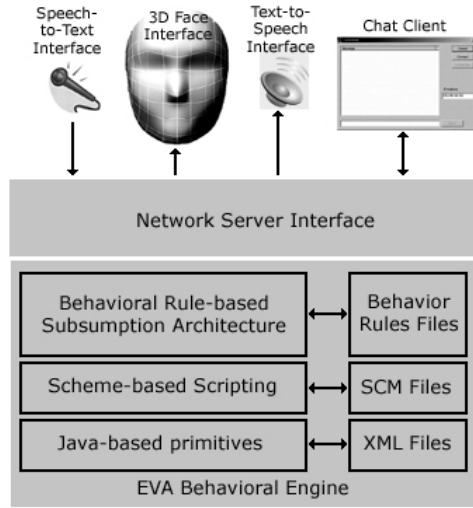 Speech-
to-Text
Interface
3D Face
Interface
Text-to-
Speech
Interface
Chat Client
Network Server Interface
Behavioral Rule-based
Subsumption Architecture
Behavior
Rules Files
Scheme-based Scripting
SCM Files
Java-based primitives
XML Files
EVA Behavioral Engine